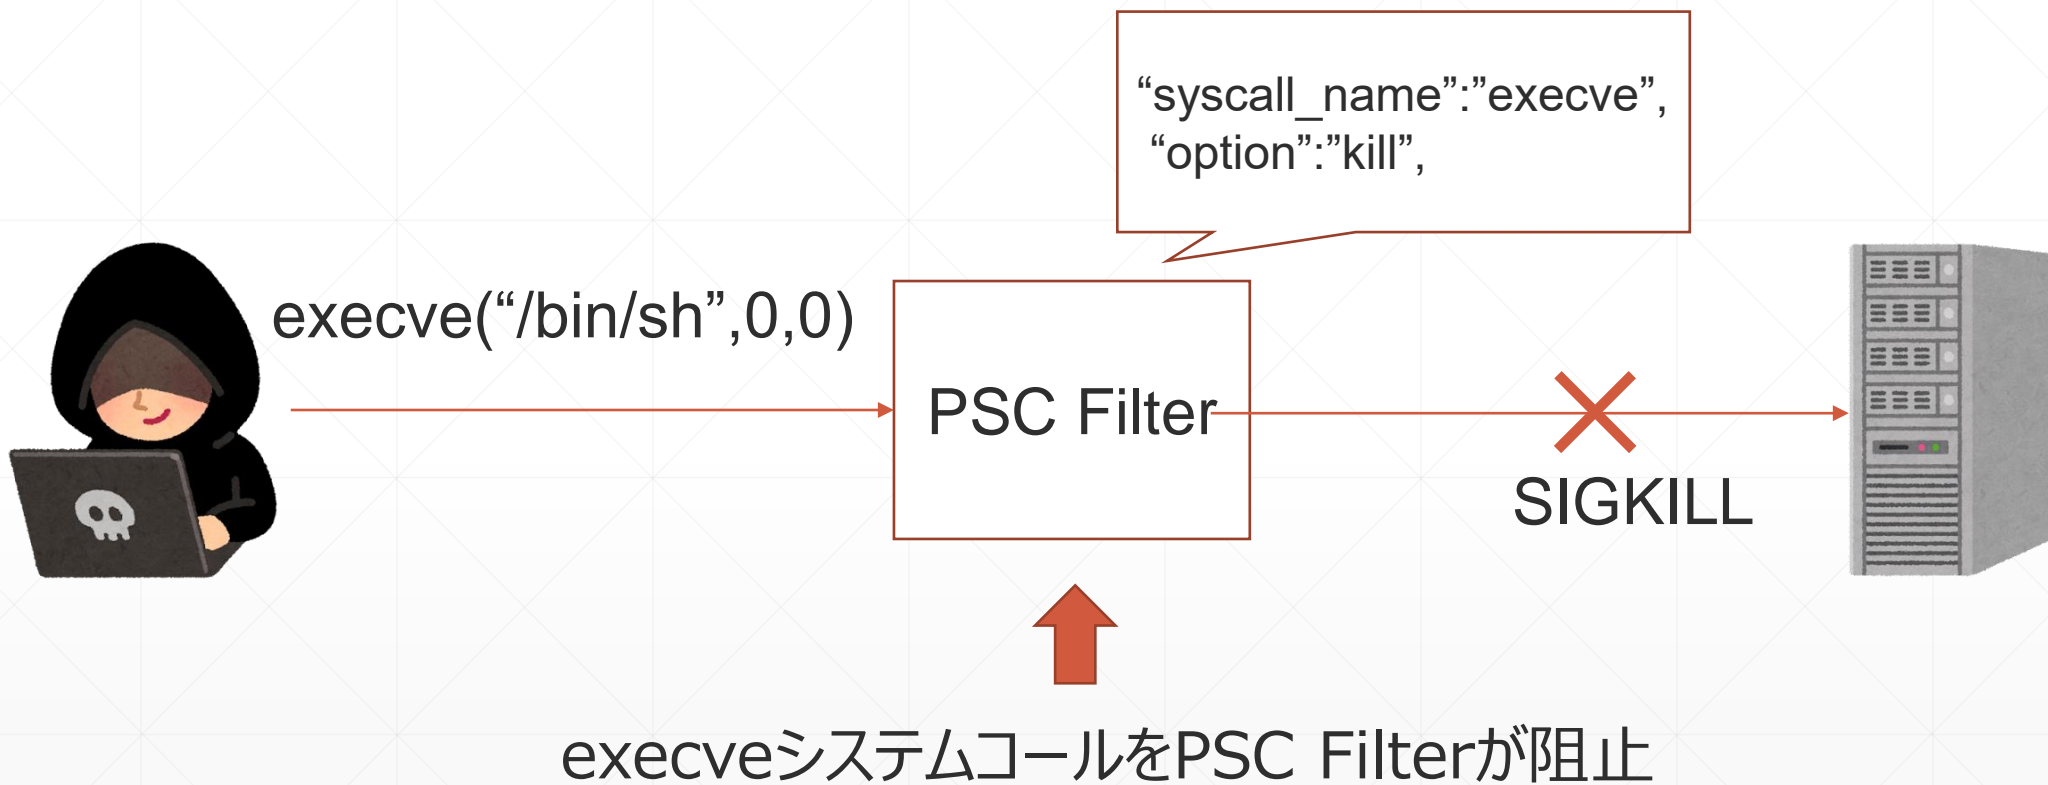 “syscall_name”:”execve”,
“option”:”kill”,
execve(“/bin/sh”,0,0)
PSC Filter
SIGKILL
execveシステムコールをPSC Filterが阻止